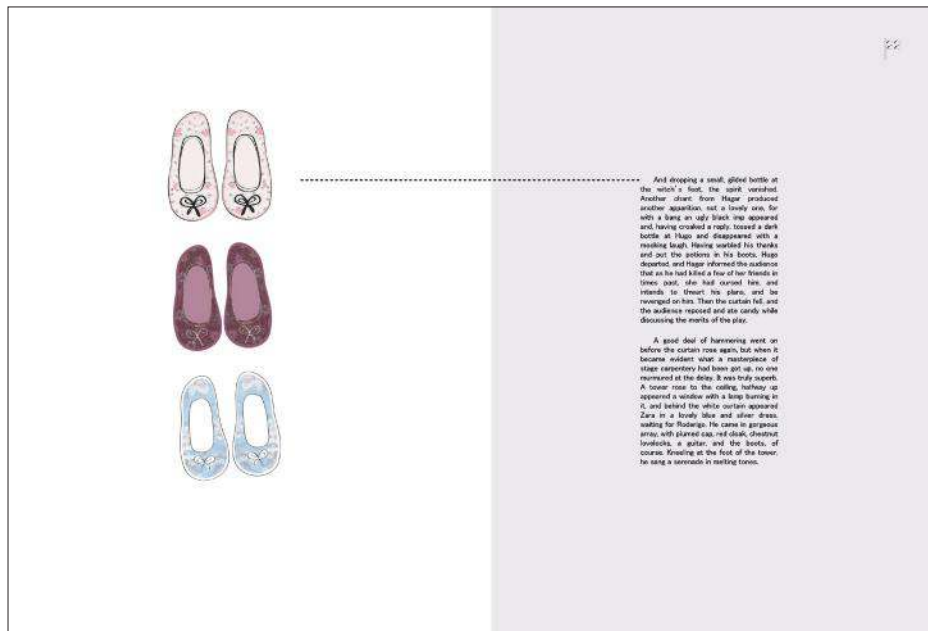 22
And dropping a small, gilded bottle at
the witch's feet, the spirit vanished.
Another chant from Hagar produced
another apparition, not a lovely one, for
with a bang an ugly black imp appeared
and, having croaked a reply, tossed a dark
bottle at Hugo and disappeared with a
mocking laugh. Having warbled his thanks
and put the potions in his boots, Hugo
departed, and Hagar informed the audience
that as he had killed a few of her friends in
times past, she had cursed him, and
intends to thwart his plans, and be
revenged on him. Then the curtain fell, and
the audience reposed and ate candy while
discussing the merits of the play.
A good deal of hammering went on
before the curtain rose again, but when it
became evident what a masterpiece of
stage carpentery had been got up, no one
murmured at the delay. It was truly superb.
A tower rose to the ceiling, halfway up
appeared a window with a lamp burning in
it, and behind the white curtain appeared
Zara in a lovely blue and silver dress,
waiting for Roderigo. He came in gorgeous
array, with plumed cap, red cloak, chestnut
lovelocks, a guitar, and the boots, of
course. Kneeling at the foot of the tower,
he sang a serenade in melting tones.